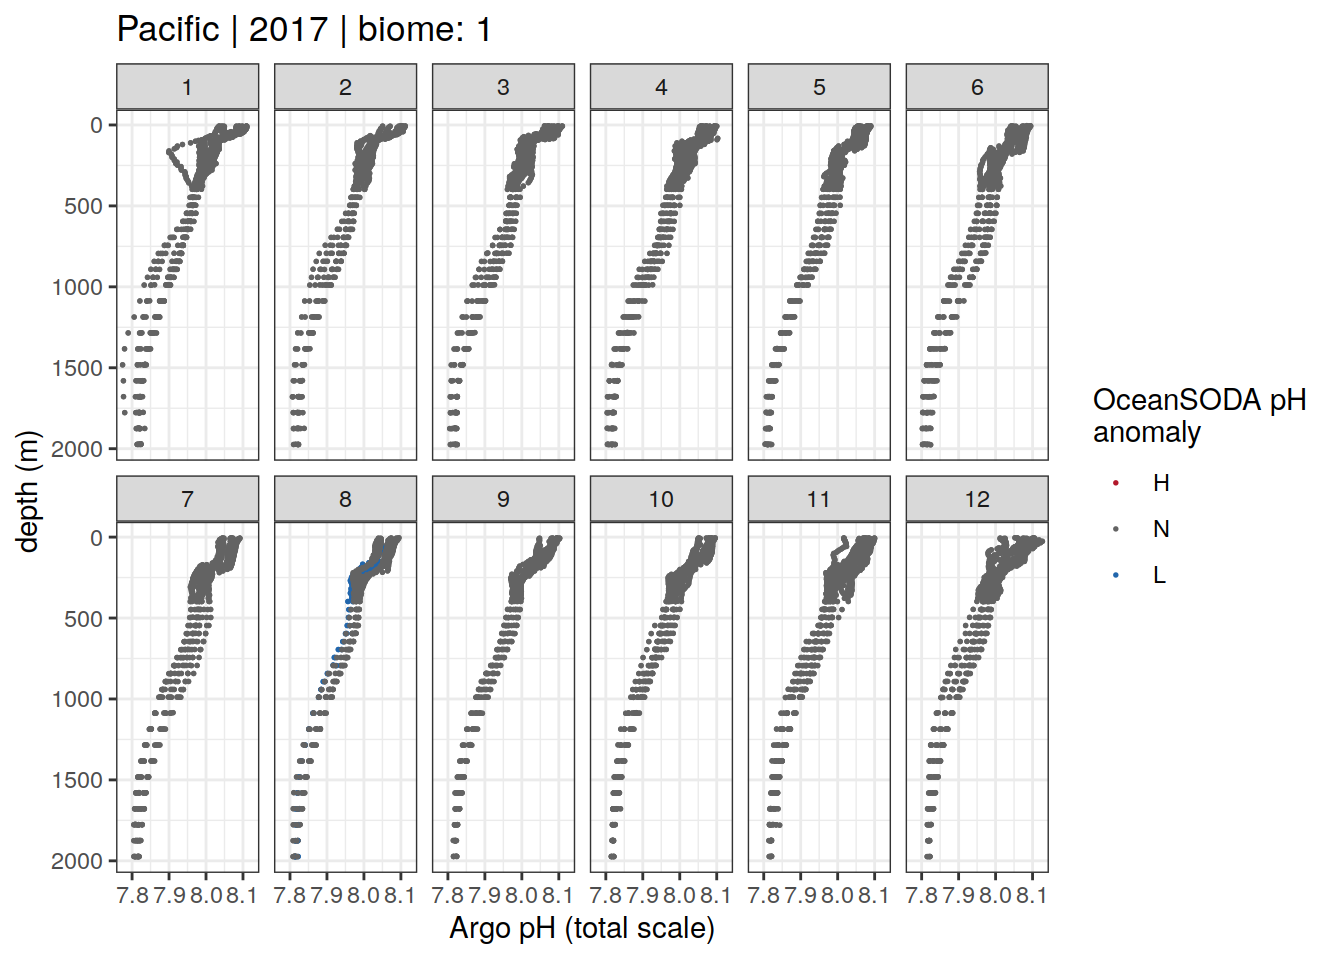 Pacific | 2017 | biome: 1
1 2 3 4 5 6
0
500
1000
1500
2000
7 8 9 10 11 12
0
500
1000
1500
2000
7.8 7.9 8.0 8.1 7.8 7.9 8.0 8.1 7.8 7.9 8.0 8.1 7.8 7.9 8.0 8.1 7.8 7.9 8.0 8.1 7.8 7.9 8.0 8.1
Argo pH (total scale)
depth (m)
OceanSODA pH
anomaly
H
N
L